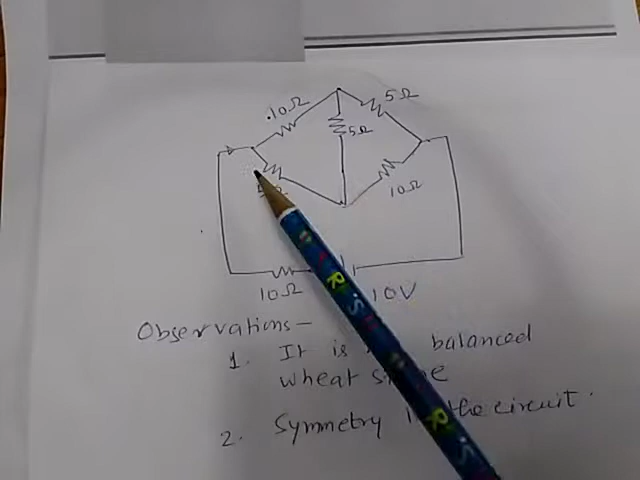 10Ω
5Ω
5Ω
10Ω
10Ω
10V
Observations -
1. It is balanced
wheat
2. Symmetry the circuit.